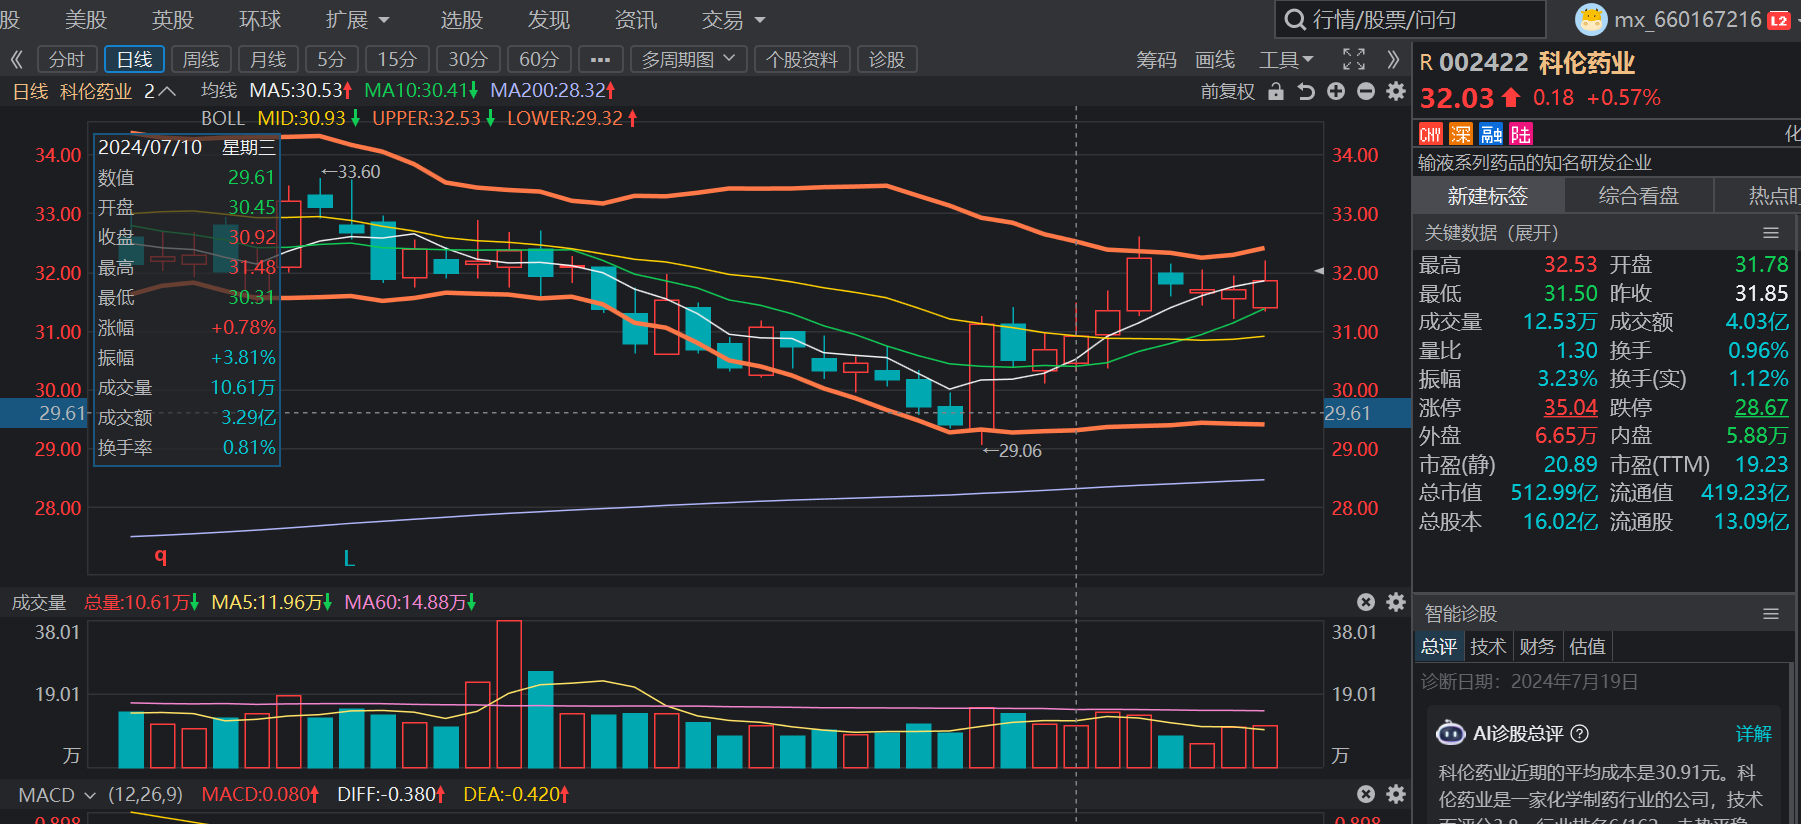 股 美股 英股 环球 扩展 选股 发现 资讯 交易 行情/股票/问句 mx_660167216 L2
分时 日线 周线 月线 5分 15分 30分 60分 ··· 多周期图 个股资料 诊股 筹码 画线 工具
日线 科伦药业 2 均线 MA5:30.53 MA10:30.41 MA200:28.32 前复权
BOLL MID:30.93 UPPER:32.53 LOWER:29.32
2024/07/10 星期三
数值 29.61
开盘 30.45
收盘 30.92
最高 31.48
最低 30.31
涨幅 +0.78%
振幅 +3.81%
成交量 10.61万
成交额 3.29亿
换手率 0.81%
34.00 34.00
33.00 33.00
32.00 32.00
31.00 31.00
30.00 30.00
29.61 29.61
29.00 29.00
28.00 28.00
←33.60
←29.06
q L
成交量 总量:10.61万 MA5:11.96万 MA60:14.88万
38.01 38.01
19.01 19.01
万 万
MACD (12,26,9) MACD:0.080 DIFF:-0.380 DEA:-0.420
0.898 0.898
R 002422 科伦药业
32.03 0.18 +0.57%
CNY 深 融 陆 化
输液系列药品的知名研发企业
新建标签 综合看盘 热点
关键数据（展开）
最高 32.53 开盘 31.78
最低 31.50 昨收 31.85
成交量 12.53万 成交额 4.03亿
量比 1.30 换手 0.96%
振幅 3.23% 换手(实) 1.12%
涨停 35.04 跌停 28.67
外盘 6.65万 内盘 5.88万
市盈(静) 20.89 市盈(TTM) 19.23
总市值 512.99亿 流通值 419.23亿
总股本 16.02亿 流通股 13.09亿
智能诊股
总评 技术 财务 估值
诊断日期：2024年7月19日
AI诊股总评 ? 详解
科伦药业近期的平均成本是30.91元。科
伦药业是一家化学制药行业的公司，技术